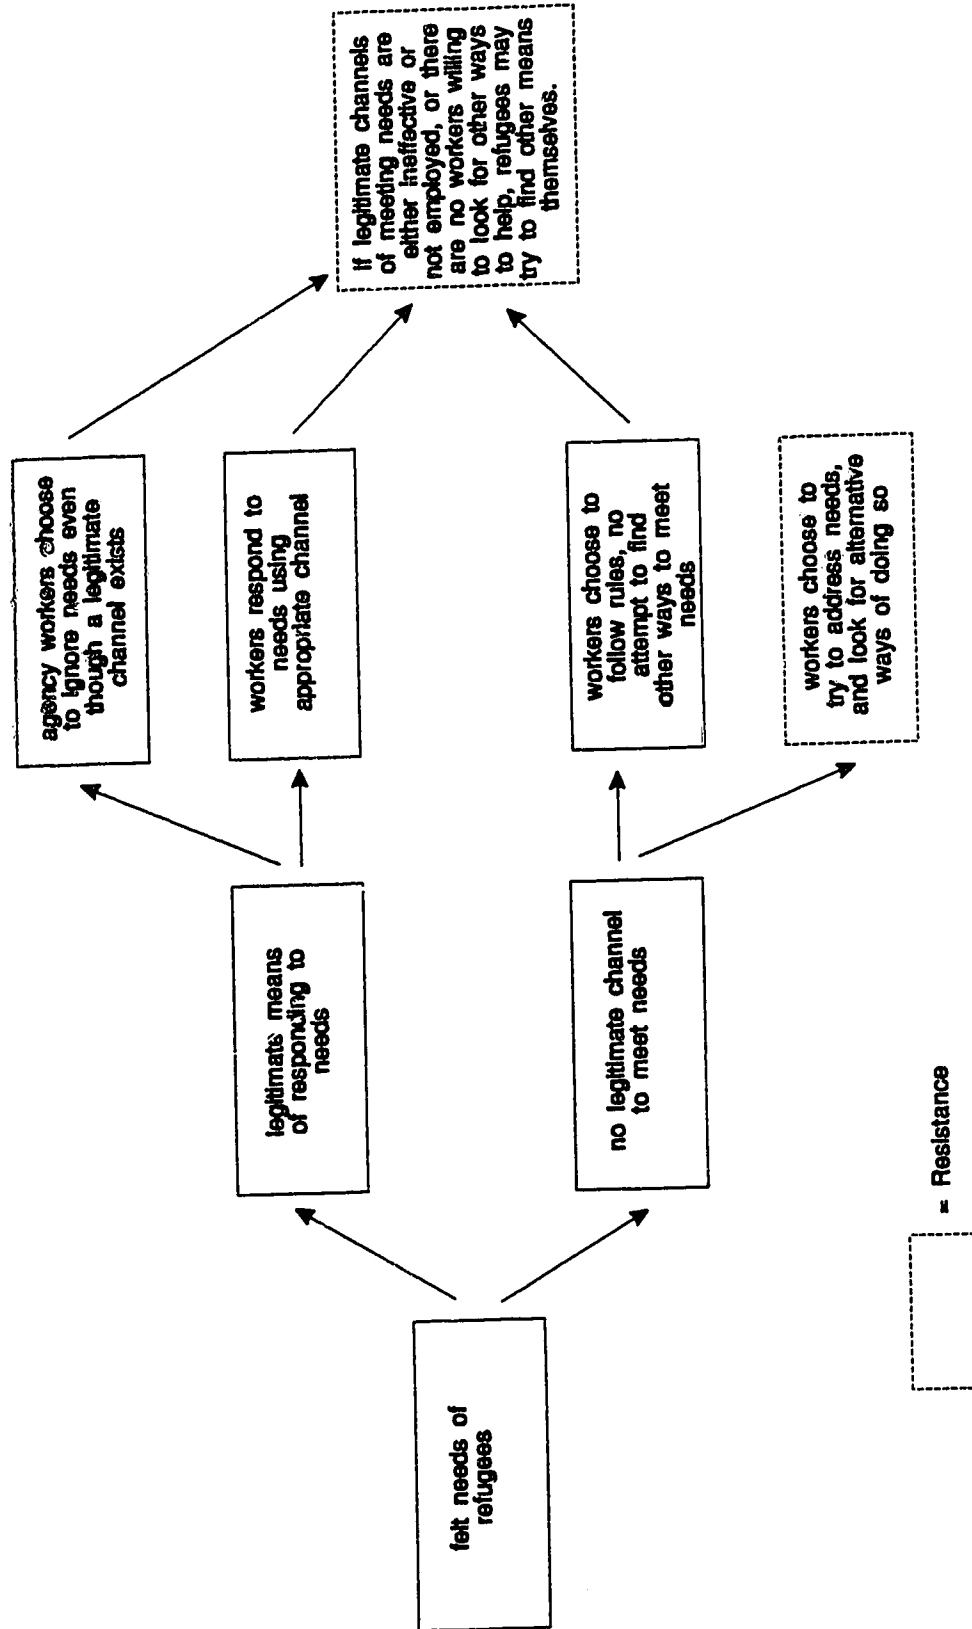 felt needs of
refugees
legitimate means
of responding to
needs
no legitimate channel
to meet needs
agency workers choose
to ignore needs even
though a legitimate
channel exists
workers respond to
needs using
appropriate channel
workers choose to
follow rules, no
attempt to find
other ways to meet
needs
workers choose to
try to address needs,
and look for alternative
ways of doing so
If legitimate channels
of meeting needs are
either ineffective or
not employed, or there
are no workers willing
to look for other ways
to help, refugees may
try to find other means
themselves.
= Resistance